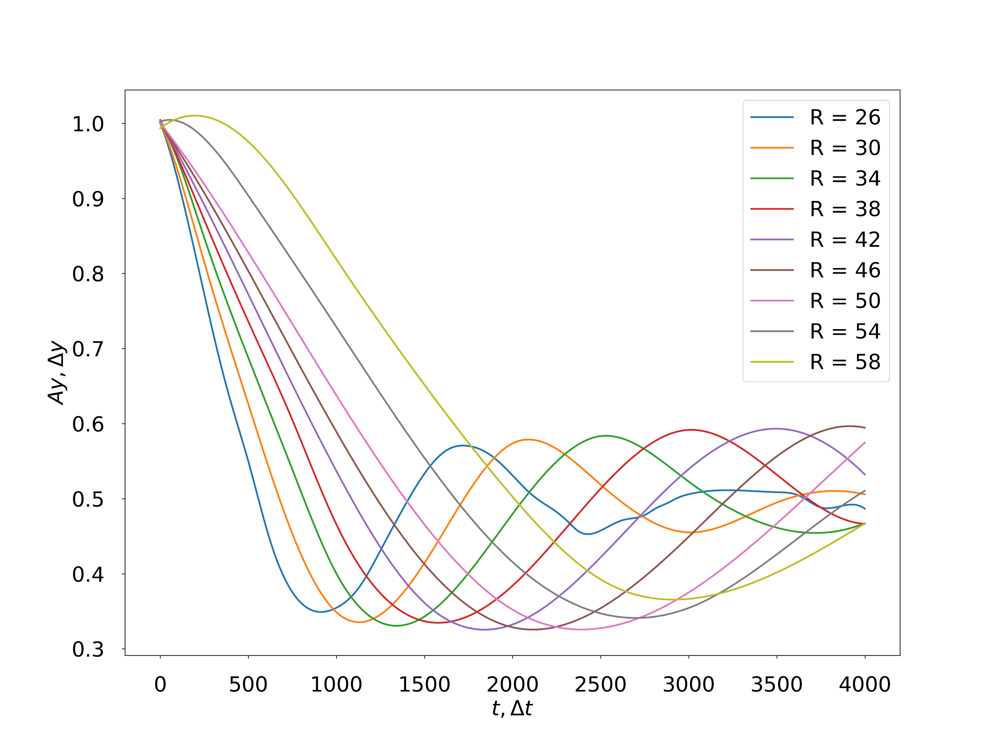 1.0
0.9
0.8
0.7
0.6
0.5
0.4
0.3
Ay, Δy
R = 26
R = 30
R = 34
R = 38
R = 42
R = 46
R = 50
R = 54
R = 58
0 500 1000 1500 2000 2500 3000 3500 4000
t, Δt